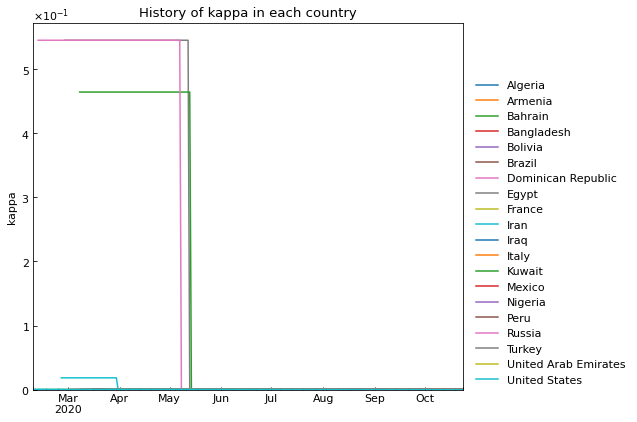 History of kappa in each country
×10−1
5
4
3
2
1
0
kappa
Mar
2020
Apr
May
Jun
Jul
Aug
Sep
Oct
Algeria
Armenia
Bahrain
Bangladesh
Bolivia
Brazil
Dominican Republic
Egypt
France
Iran
Iraq
Italy
Kuwait
Mexico
Nigeria
Peru
Russia
Turkey
United Arab Emirates
United States